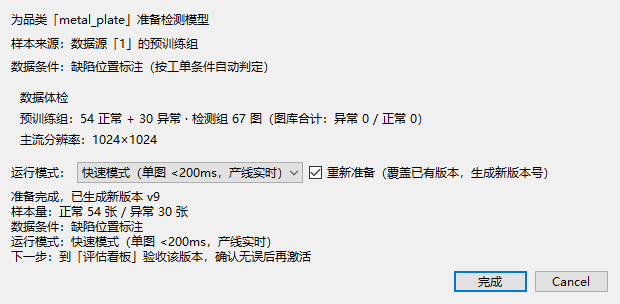 为品类「metal_plate」准备检测模型
样本来源：数据源「1」的预训练组
数据条件：缺陷位置标注（按工单条件自动判定）
数据体检
预训练组：54 正常 + 30 异常 · 检测组 67 图（图库合计：异常 0 / 正常 0）
主流分辨率：1024×1024
运行模式： 快速模式（单图 <200ms，产线实时） 重新准备（覆盖已有版本，生成新版本号）
准备完成，已生成新版本 v9
样本量：正常 54 张 / 异常 30 张
数据条件：缺陷位置标注
运行模式：快速模式（单图 <200ms，产线实时）
下一步：到「评估看板」验收该版本，确认无误后再激活
完成 Cancel